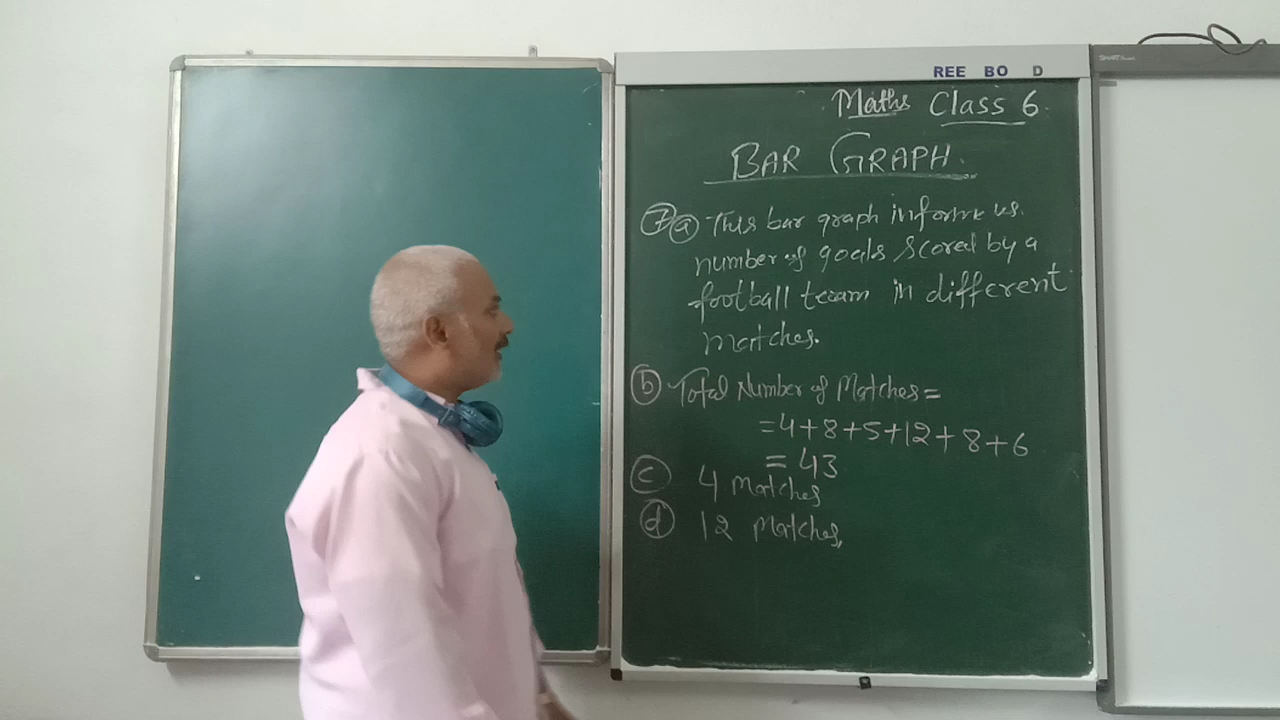 REE BO D
SMART
Maths Class 6
BAR GRAPH.
7 a This bar graph informs us.
number of goals scored by a
football team in different
matches.
b Total Number of Matches =
= 4+8+5+12+8+6
= 43
c 4 Matches
d 12 Matches,